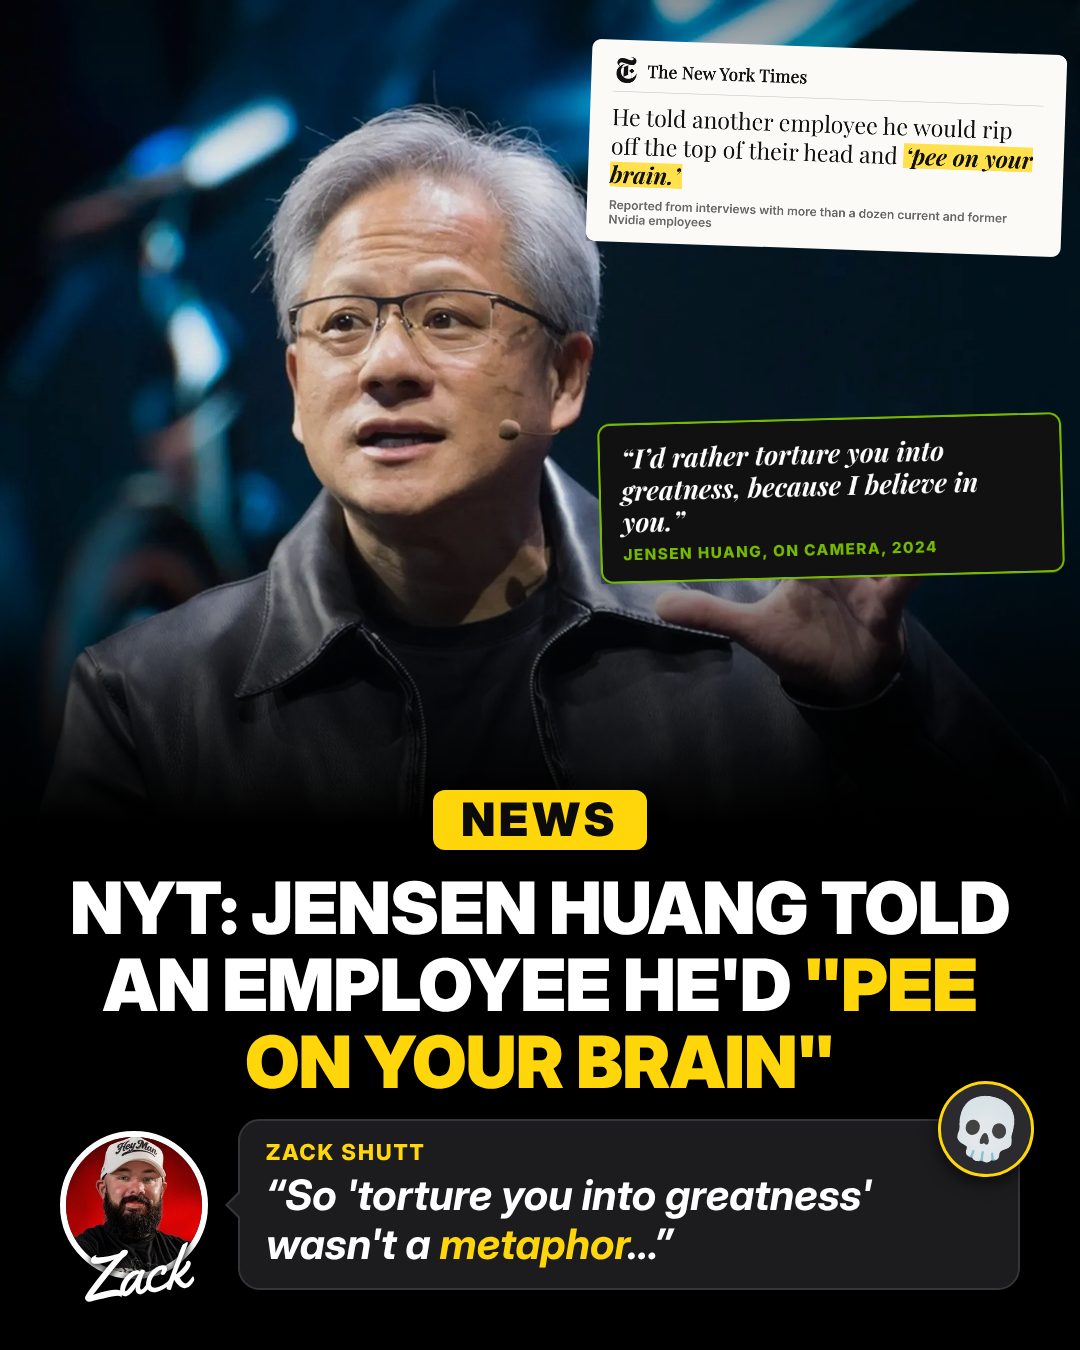 The New York Times
He told another employee he would rip
off the top of their head and ‘pee on your
brain.’
Reported from interviews with more than a dozen current and former
Nvidia employees
“I’d rather torture you into
greatness, because I believe in
you.”
JENSEN HUANG, ON CAMERA, 2024
NEWS
NYT: JENSEN HUANG TOLD
AN EMPLOYEE HE'D "PEE
ON YOUR BRAIN"
Hey Man
Zack
ZACK SHUTT
“So 'torture you into greatness'
wasn't a metaphor...”